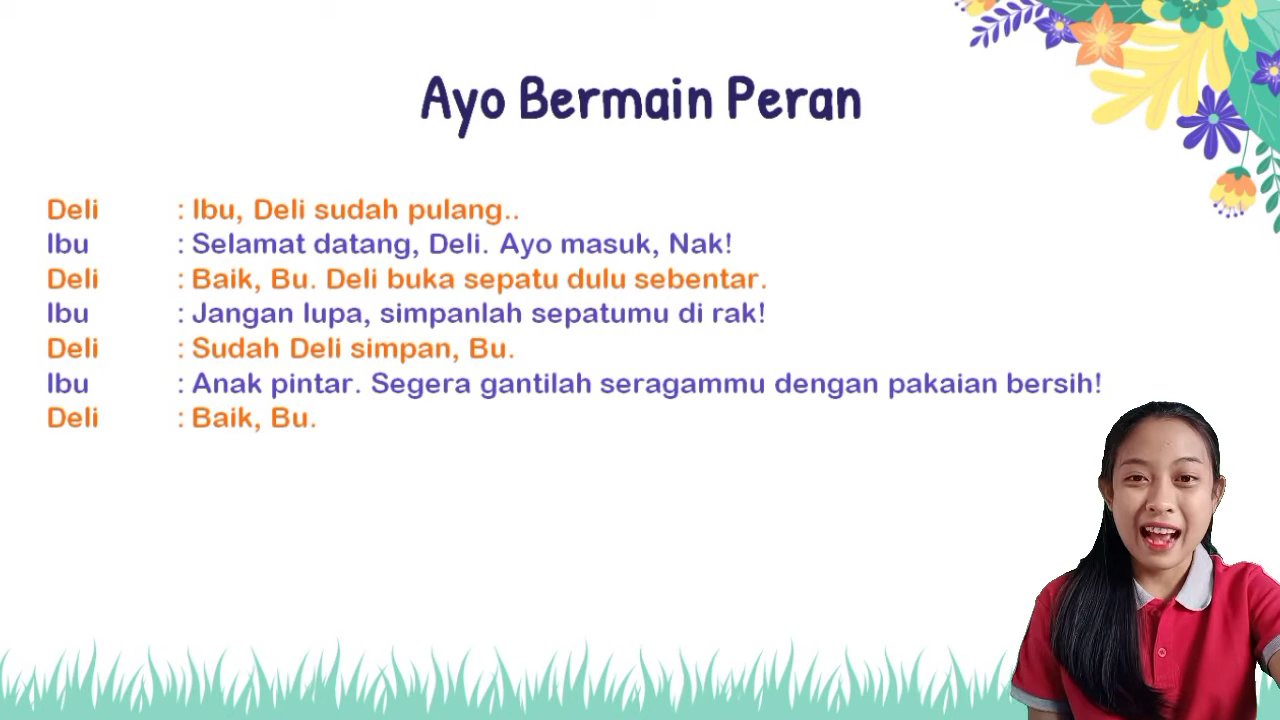 Ayo Bermain Peran
Deli : Ibu, Deli sudah pulang..
Ibu : Selamat datang, Deli. Ayo masuk, Nak!
Deli : Baik, Bu. Deli buka sepatu dulu sebentar.
Ibu : Jangan lupa, simpanlah sepatumu di rak!
Deli : Sudah Deli simpan, Bu.
Ibu : Anak pintar. Segera gantilah seragammu dengan pakaian bersih!
Deli : Baik, Bu.